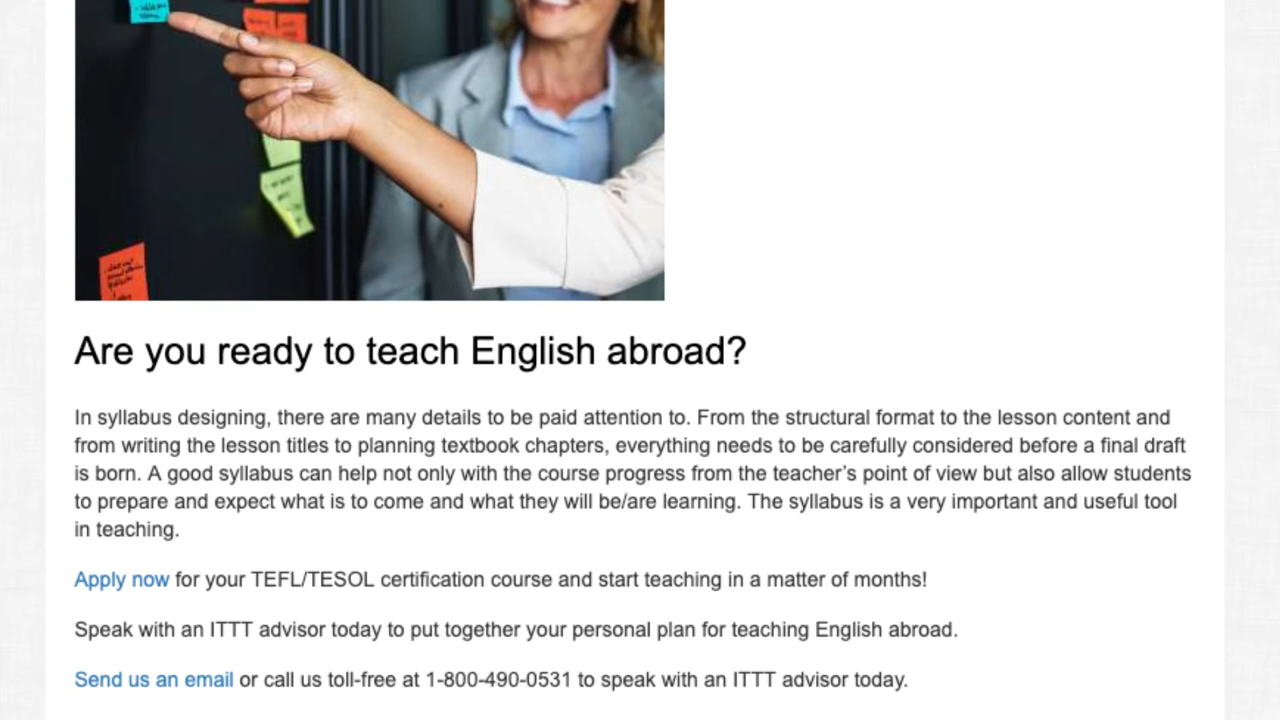 Are you ready to teach English abroad?
In syllabus designing, there are many details to be paid attention to. From the structural format to the lesson content and
from writing the lesson titles to planning textbook chapters, everything needs to be carefully considered before a final draft
is born. A good syllabus can help not only with the course progress from the teacher’s point of view but also allow students
to prepare and expect what is to come and what they will be/are learning. The syllabus is a very important and useful tool
in teaching.
Apply now for your TEFL/TESOL certification course and start teaching in a matter of months!
Speak with an ITTT advisor today to put together your personal plan for teaching English abroad.
Send us an email or call us toll-free at 1-800-490-0531 to speak with an ITTT advisor today.